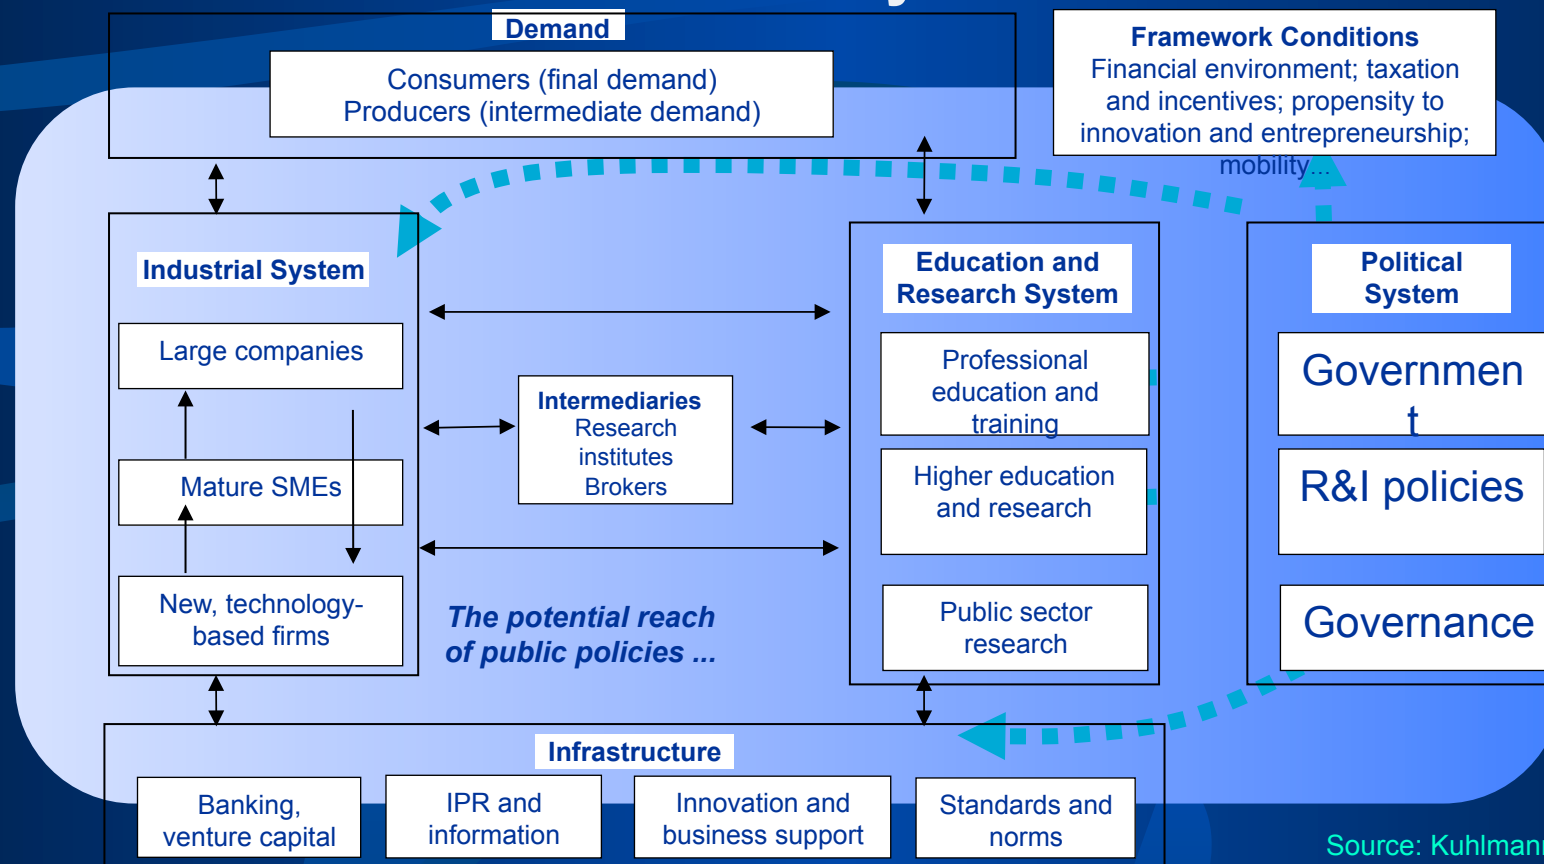 Demand
Consumers (final demand)
Producers (intermediate demand)
Framework Conditions
Financial environment; taxation
and incentives; propensity to
innovation and entrepreneurship;
mobility...
Industrial System
Large companies
Mature SMEs
New, technology-
based firms
Intermediaries
Research
institutes
Brokers
The potential reach
of public policies ...
Education and
Research System
Professional
education and
training
Higher education
and research
Public sector
research
Political
System
Governmen
t
R&I policies
Governance
Infrastructure
Banking,
venture capital
IPR and
information
Innovation and
business support
Standards and
norms
Source: Kuhlmann